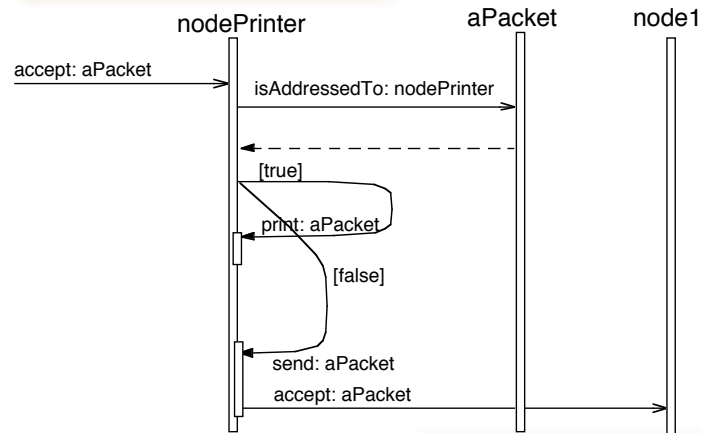 nodePrinter
aPacket
node1
accept: aPacket
isAddressedTo: nodePrinter
[true]
print: aPacket
[false]
send: aPacket
accept: aPacket